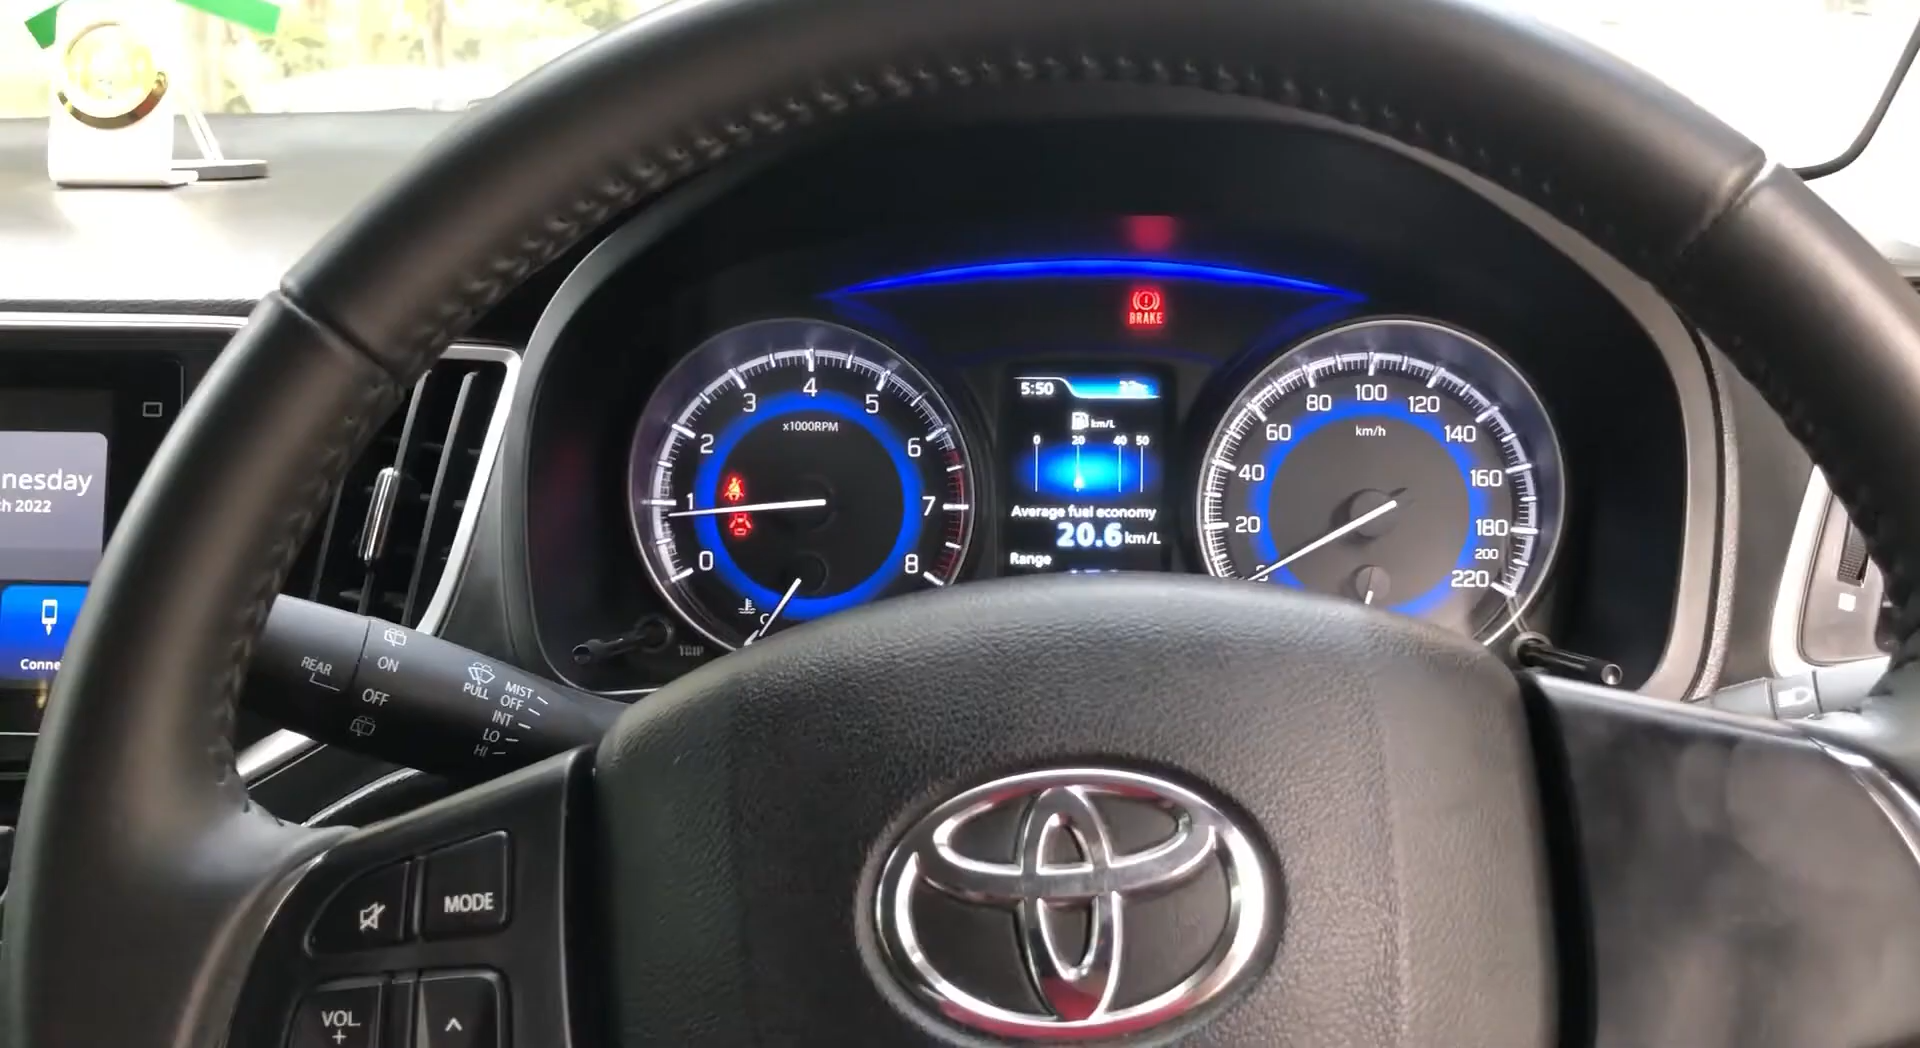 BRAKE
5:50
km/L
0 20 40 50
Average fuel economy
20.6 km/L
Range
0 1 2 3 4 5 6 7 8
x1000RPM
C
TRIP
20 40 60 80 100 120 140 160 180 200 220
km/h
nesday
ch 2022
Conne
REAR
ON
OFF
PULL
MIST
OFF
INT
LO
HI
MODE
VOL
+